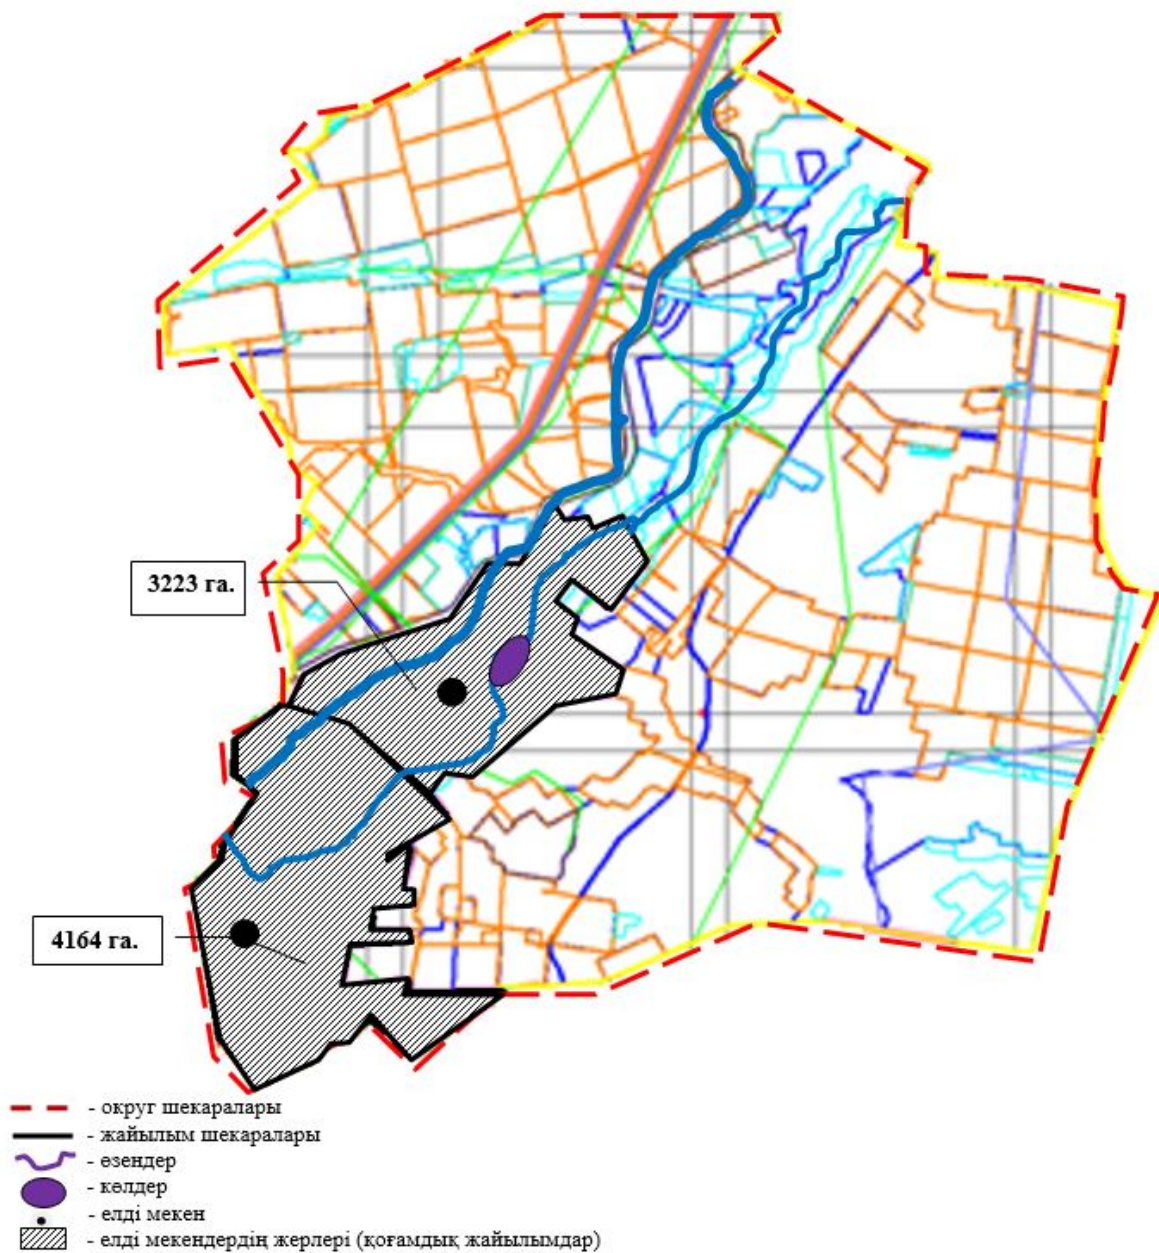 3223 га.
4164 га.
- округ шекаралары
- жайылым шекаралары
- өзендер
- көлдер
- елді мекен
- елді мекендердің жерлері (қоғамдық жайылымдар)